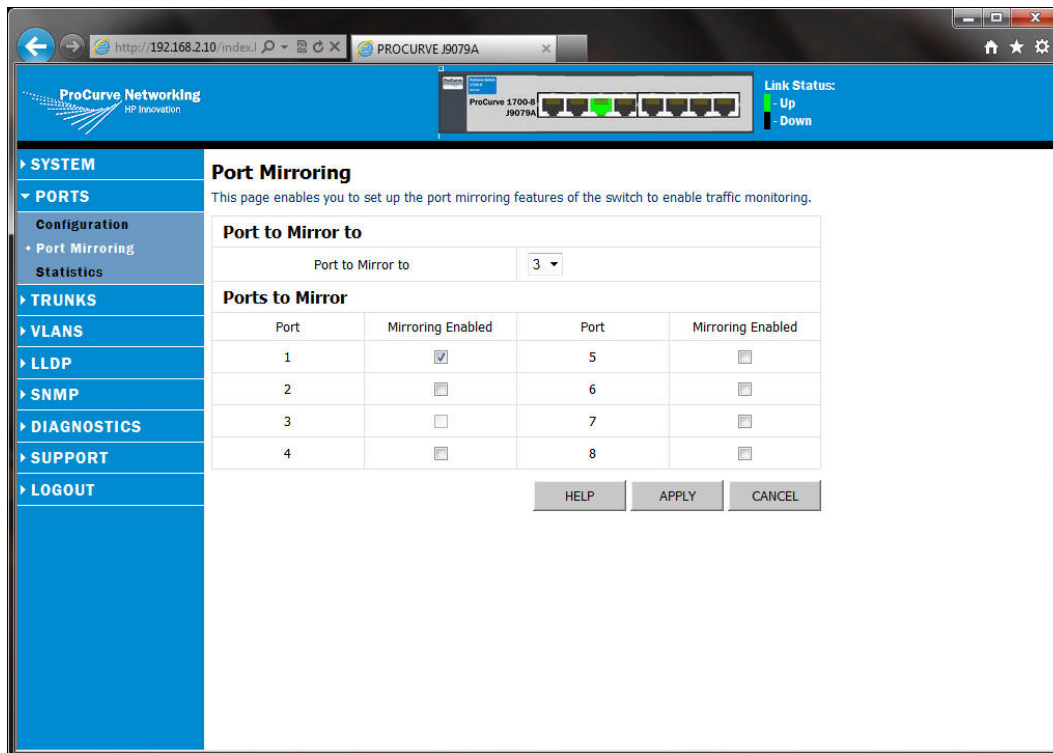 http://192.168.2.10/index.l
PROCURVE J9079A
ProCurve Networking
HP Innovation
ProCurve 1700-8
J9079A
Link Status:
- Up
- Down
SYSTEM
PORTS
Configuration
Port Mirroring
Statistics
TRUNKS
VLANS
LLDP
SNMP
DIAGNOSTICS
SUPPORT
LOGOUT
Port Mirroring
This page enables you to set up the port mirroring features of the switch to enable traffic monitoring.
Port to Mirror to
Port to Mirror to 3
Ports to Mirror
Port Mirroring Enabled Port Mirroring Enabled
1 5
2 6
3 7
4 8
HELP APPLY CANCEL